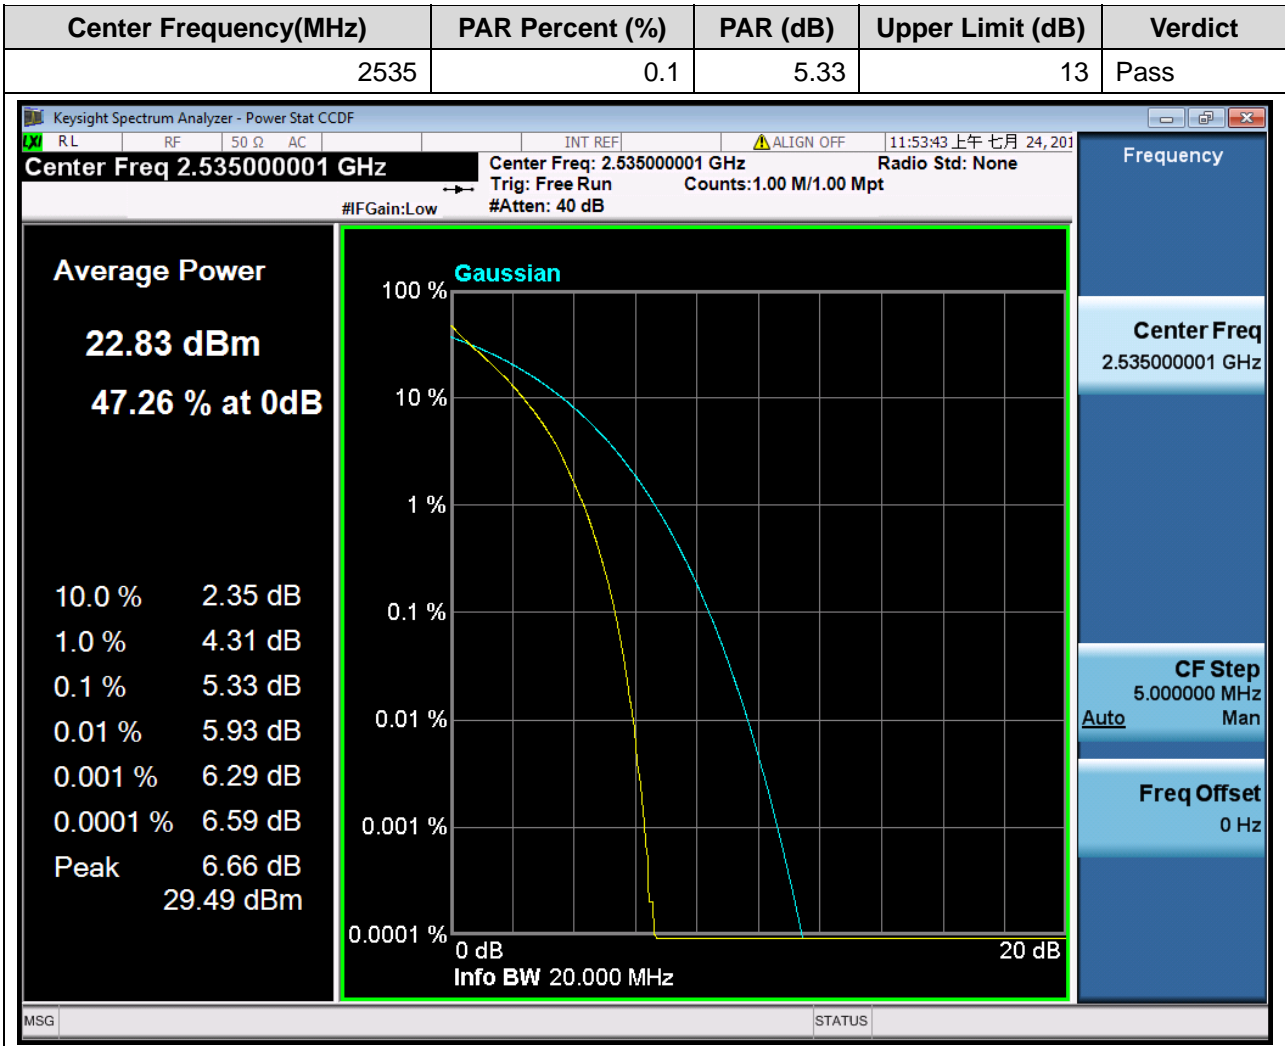 Center Frequency(MHz) PAR Percent (%) PAR (dB) Upper Limit (dB) Verdict
2535 0.1 5.33 13 Pass
Keysight Spectrum Analyzer - Power Stat CCDF
LXI RL RF 50 Ω AC INT REF ALIGN OFF 11:53:43 上午 七月 24, 201
Center Freq 2.535000001 GHz
Center Freq: 2.535000001 GHz Radio Std: None
Trig: Free Run Counts:1.00 M/1.00 Mpt
#IFGain:Low #Atten: 40 dB
Frequency
Average Power
22.83 dBm
47.26 % at 0dB
10.0 % 2.35 dB
1.0 % 4.31 dB
0.1 % 5.33 dB
0.01 % 5.93 dB
0.001 % 6.29 dB
0.0001 % 6.59 dB
Peak 6.66 dB
29.49 dBm
Gaussian
100 %
10 %
1 %
0.1 %
0.01 %
0.001 %
0.0001 %
0 dB 20 dB
Info BW 20.000 MHz
Center Freq
2.535000001 GHz
CF Step
5.000000 MHz
Auto Man
Freq Offset
0 Hz
MSG STATUS